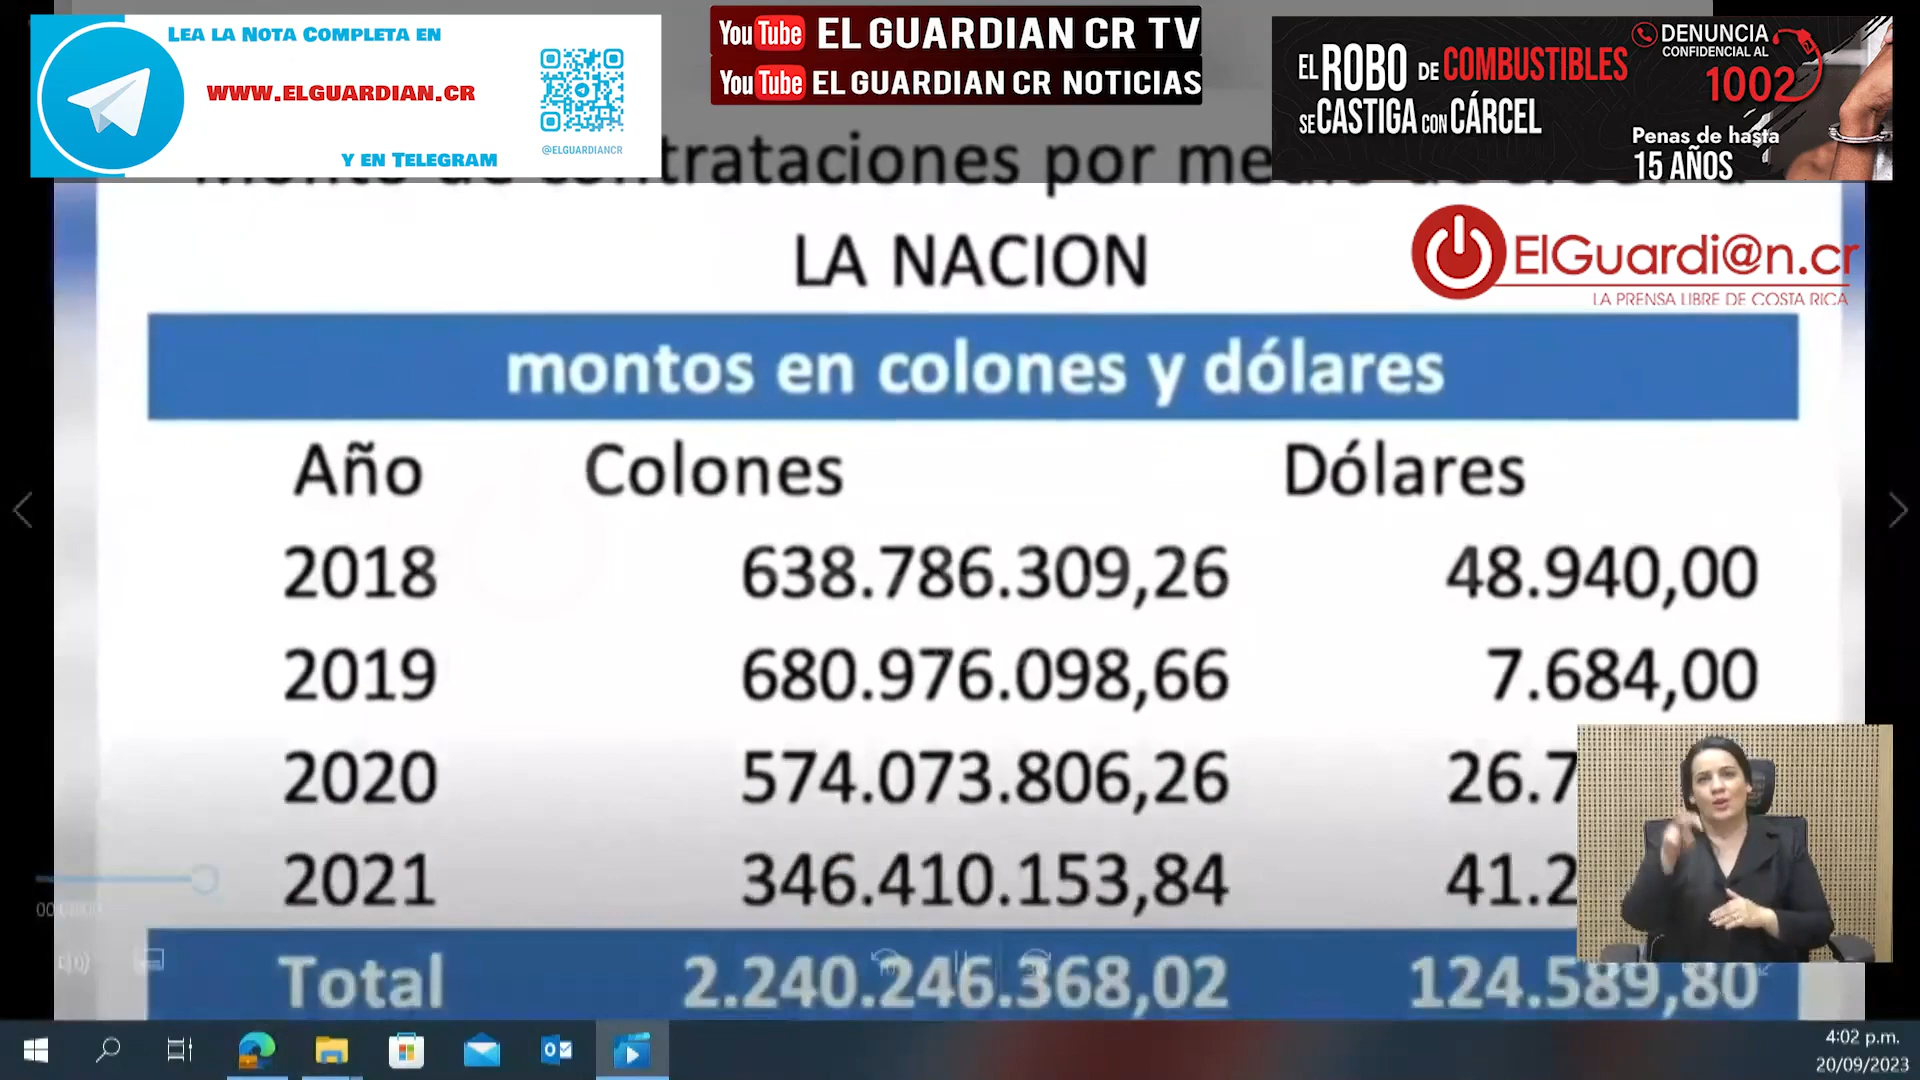 LEA LA NOTA COMPLETA EN
WWW.ELGUARDIAN.CR
@ELGUARDIANCR
Y EN TELEGRAM
YouTube EL GUARDIAN CR TV
YouTube EL GUARDIAN CR NOTICIAS
EL ROBO DE COMBUSTIBLES
SE CASTIGA CON CÁRCEL
DENUNCIA
CONFIDENCIAL AL
1002
Penas de hasta
15 AÑOS
trataciones por
LA NACION
ElGuardi@n.cr
LA PRENSA LIBRE DE COSTA RICA
montos en colones y dólares
Año Colones Dólares
2018 638.786.309,26 48.940,00
2019 680.976.098,66 7.684,00
2020 574.073.806,26 26.7
2021 346.410.153,84 41.2
Total 2.240.246.368,02 124.589,80
4:02 p.m.
20/09/2023